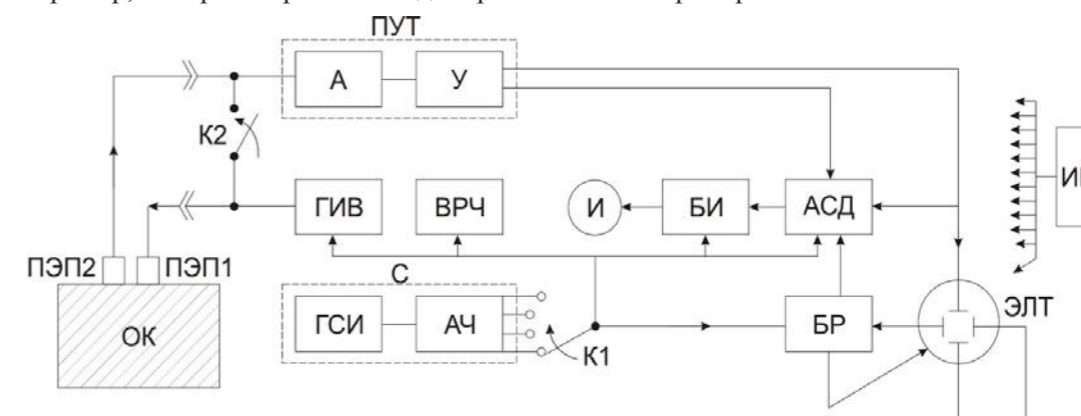 ПУТ
А У
К2
ГИВ ВРЧ И БИ АСД
ПЭП2 ПЭП1
С
ЭЛТ
ОК ГСИ АЧ БР
К1